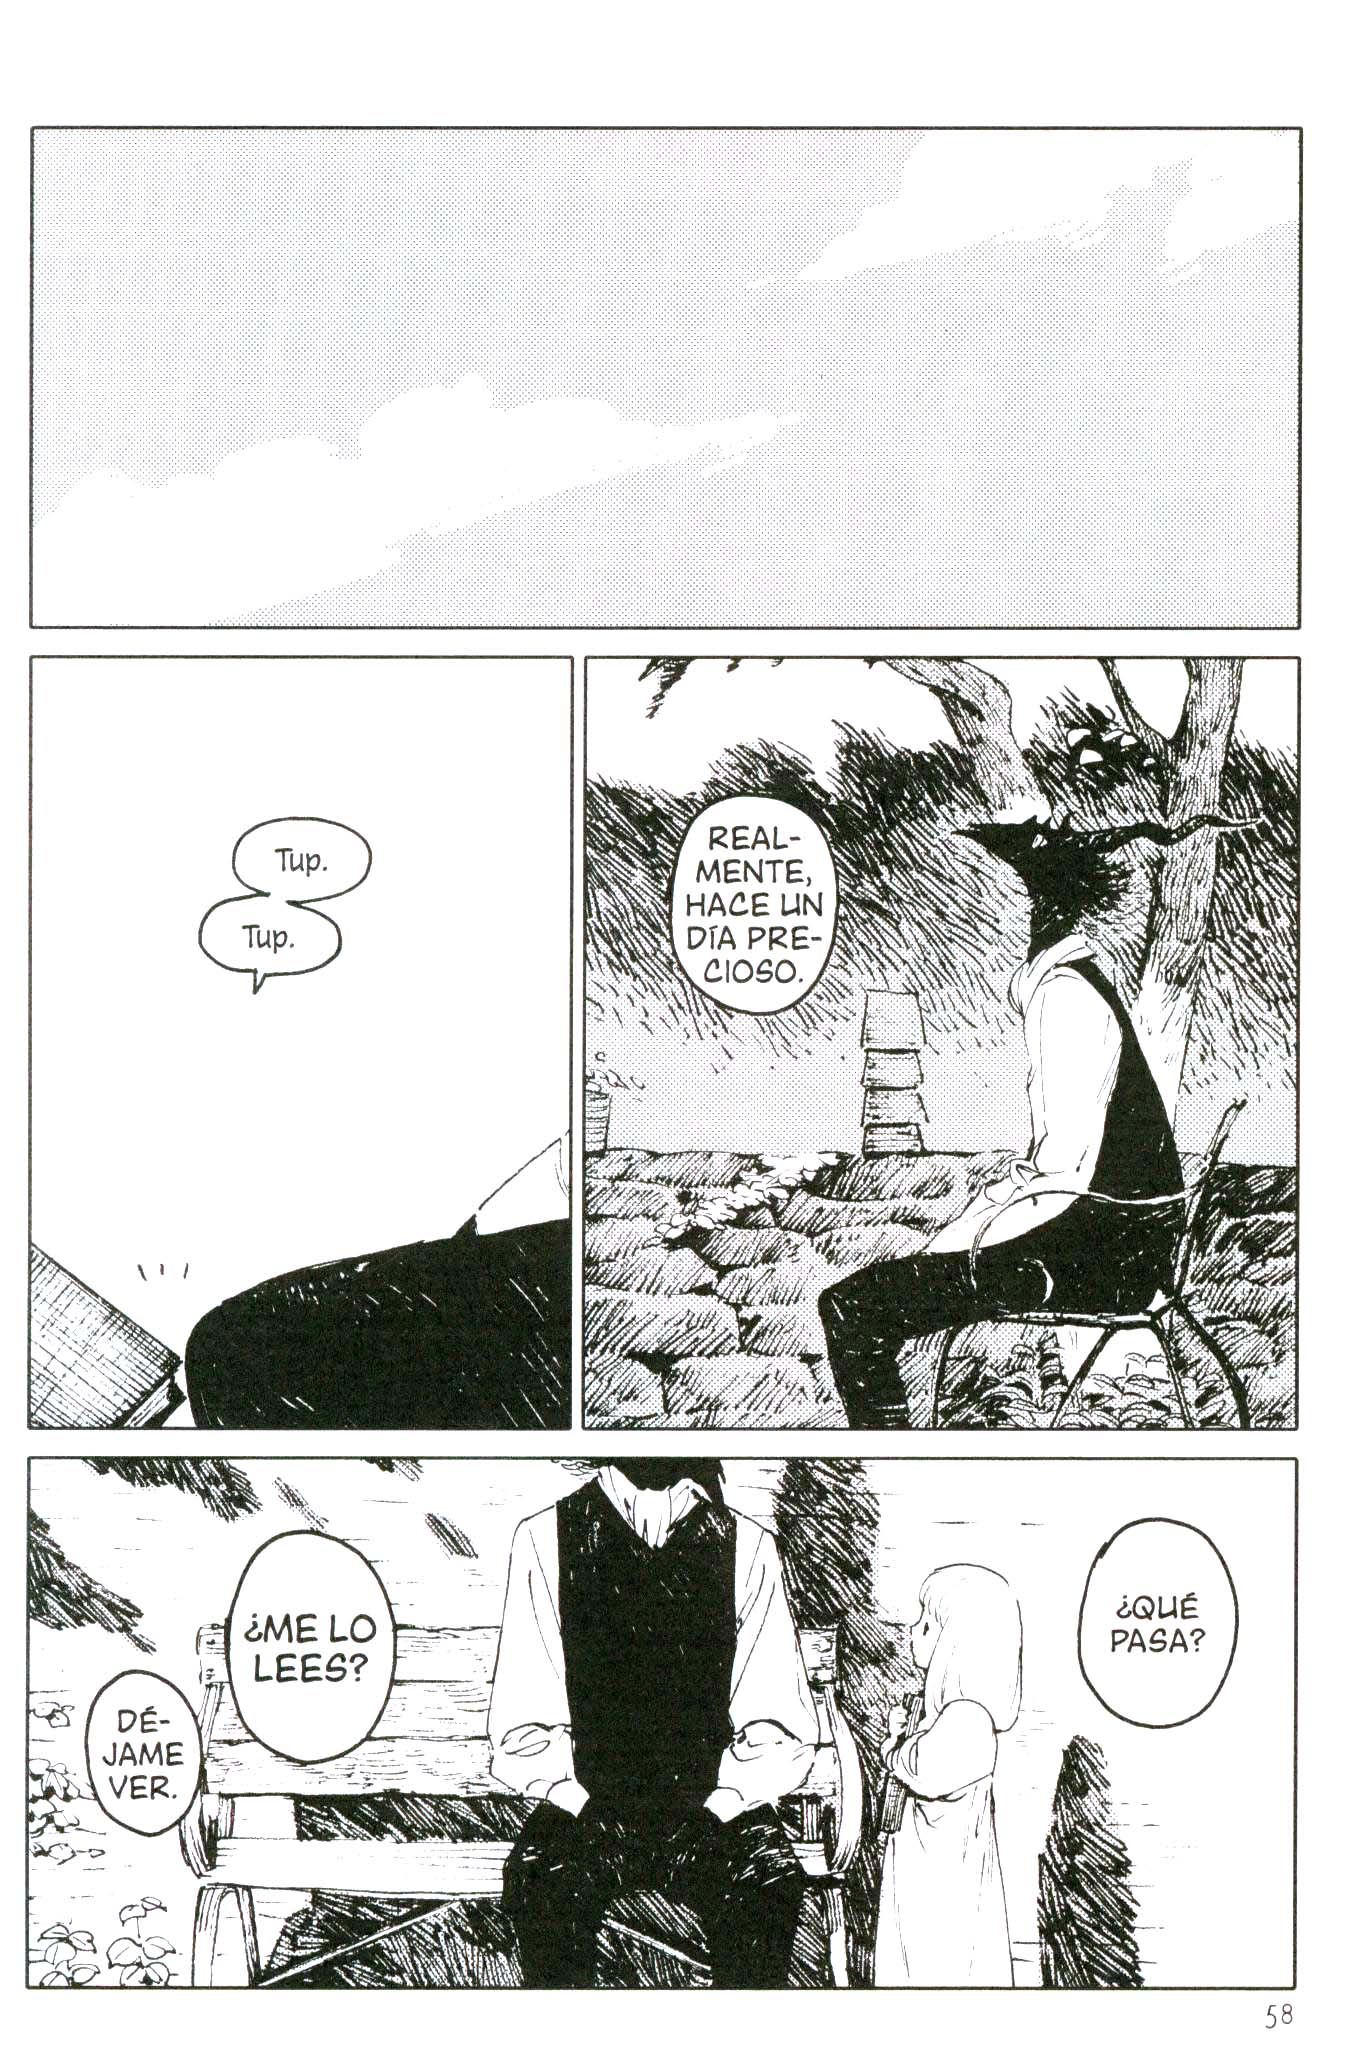 REAL-
MENTE,
HACE UN
DÍA PRE-
CIOSO.
Tup.
Tup.
¿QUÉ
PASA?
¿ME LO
LEES?
DÉ-
JAME
VER.
58